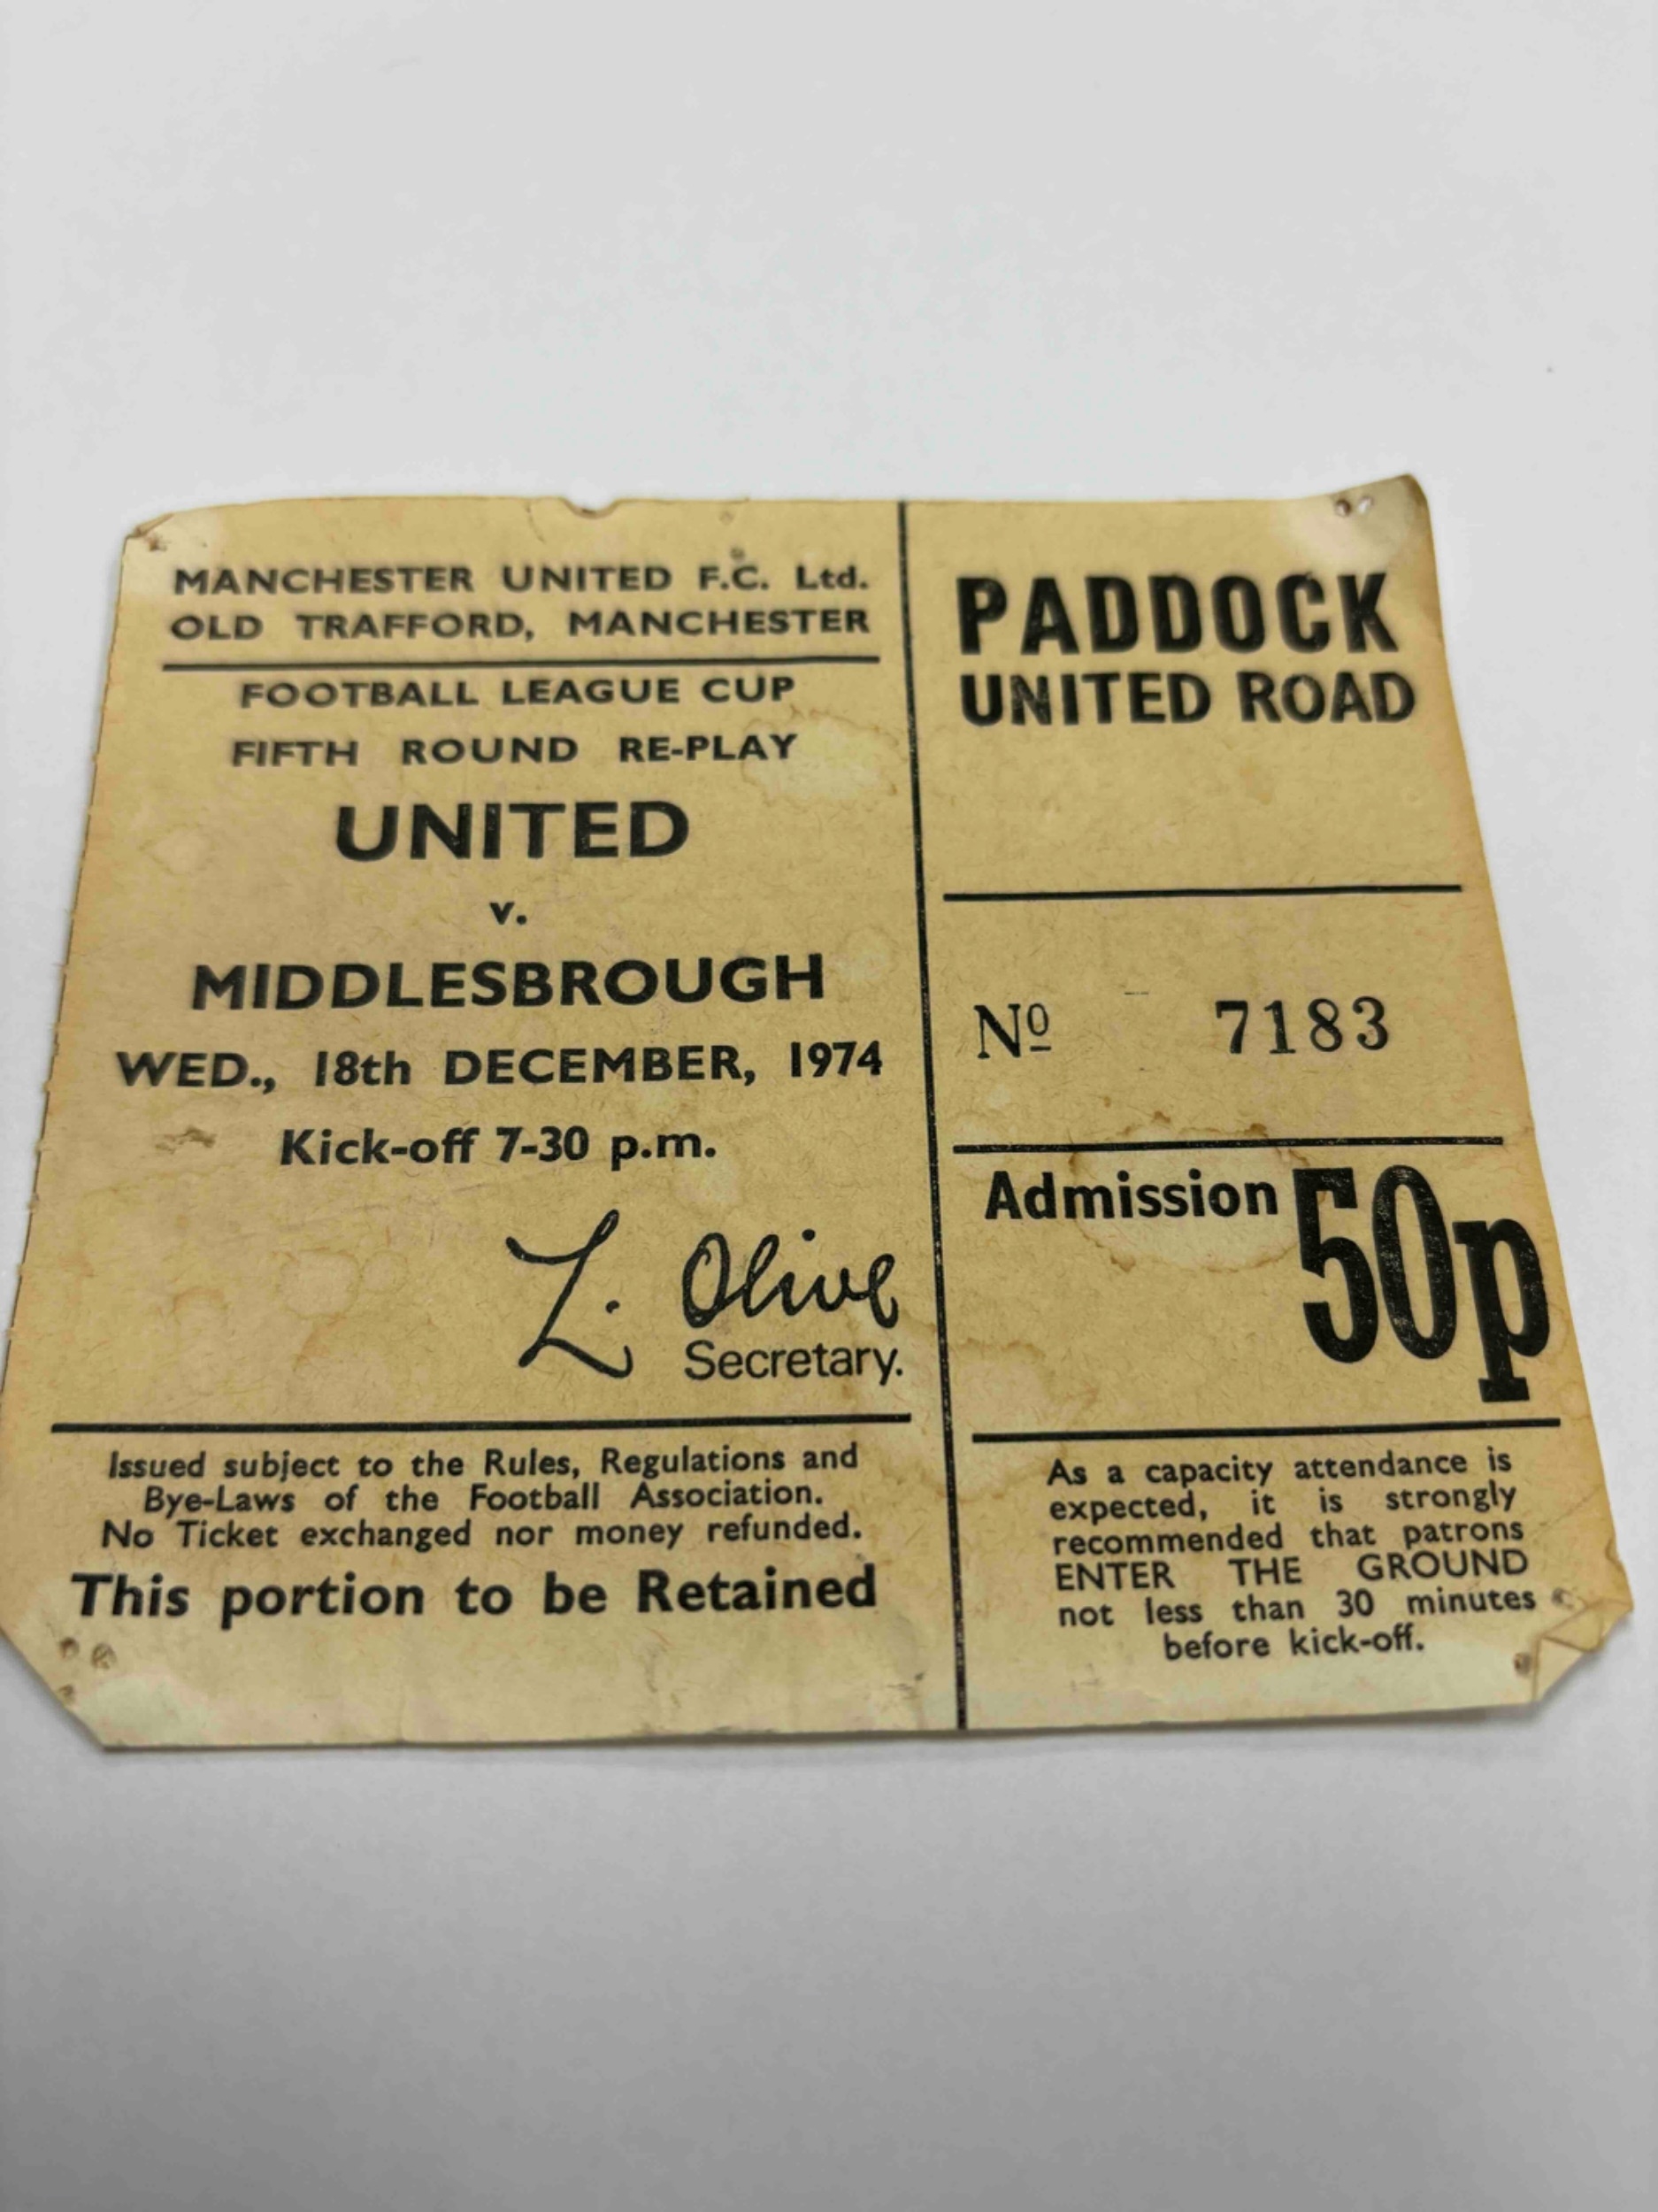 MANCHESTER UNITED F.C. Ltd.
OLD TRAFFORD, MANCHESTER
FOOTBALL LEAGUE CUP
FIFTH ROUND RE-PLAY
UNITED
v.
MIDDLESBROUGH
WED., 18th DECEMBER, 1974
Kick-off 7-30 p.m.
L. Olive
Secretary.
Issued subject to the Rules, Regulations and
Bye-Laws of the Football Association.
No Ticket exchanged nor money refunded.
This portion to be Retained
PADDOCK
UNITED ROAD
Nº 7183
Admission 50p
As a capacity attendance is
expected, it is strongly
recommended that patrons
ENTER THE GROUND
not less than 30 minutes
before kick-off.